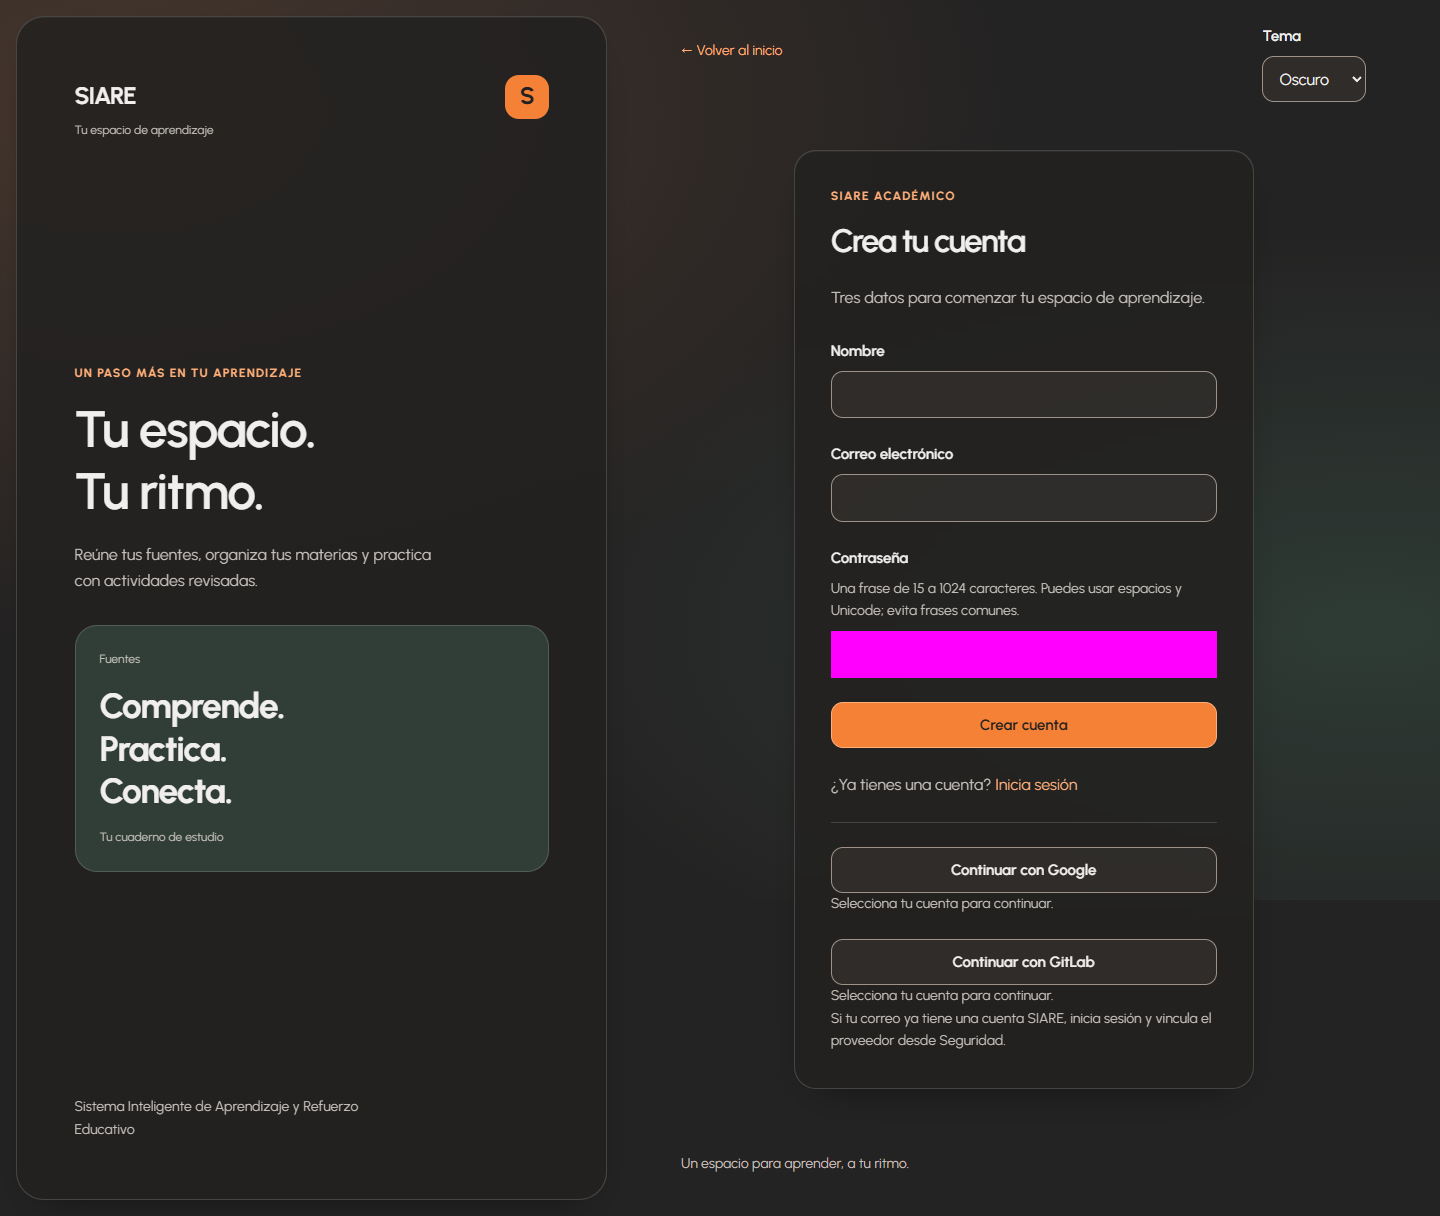 SIARE
S
Tu espacio de aprendizaje
UN PASO MÁS EN TU APRENDIZAJE
Tu espacio.
Tu ritmo.
Reúne tus fuentes, organiza tus materias y practica
con actividades revisadas.
Fuentes
Comprende.
Practica.
Conecta.
Tu cuaderno de estudio
Sistema Inteligente de Aprendizaje y Refuerzo
Educativo
← Volver al inicio
Tema
Oscuro
SIARE ACADÉMICO
Crea tu cuenta
Tres datos para comenzar tu espacio de aprendizaje.
Nombre
Correo electrónico
Contraseña
Una frase de 15 a 1024 caracteres. Puedes usar espacios y
Unicode; evita frases comunes.
Crear cuenta
¿Ya tienes una cuenta? Inicia sesión
Continuar con Google
Selecciona tu cuenta para continuar.
Continuar con GitLab
Selecciona tu cuenta para continuar.
Si tu correo ya tiene una cuenta SIARE, inicia sesión y vincula el
proveedor desde Seguridad.
Un espacio para aprender, a tu ritmo.